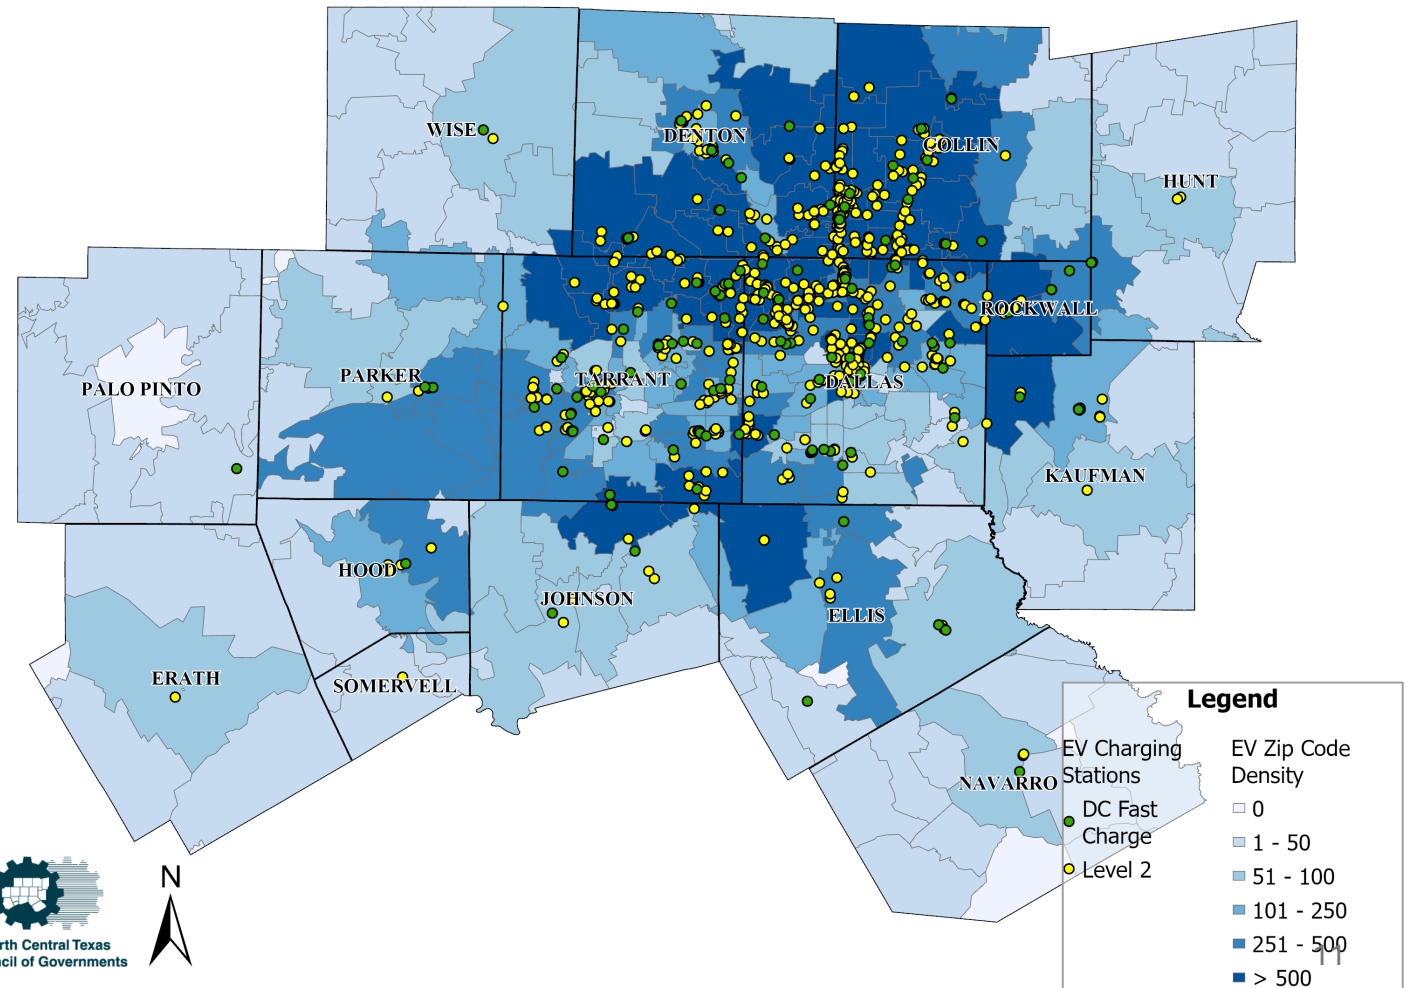 WISE
DENTON
COLLIN
HUNT
PALO PINTO
PARKER
TARRANT
DALLAS
ROCKWALL
KAUFMAN
HOOD
JOHNSON
ELLIS
ERATH
SOMERVELL
NAVARRO
Legend
EV Charging
Stations
DC Fast
Charge
Level 2
EV Zip Code
Density
0
1 - 50
51 - 100
101 - 250
251 - 500
> 500
11
N
rth Central Texas
cil of Governments